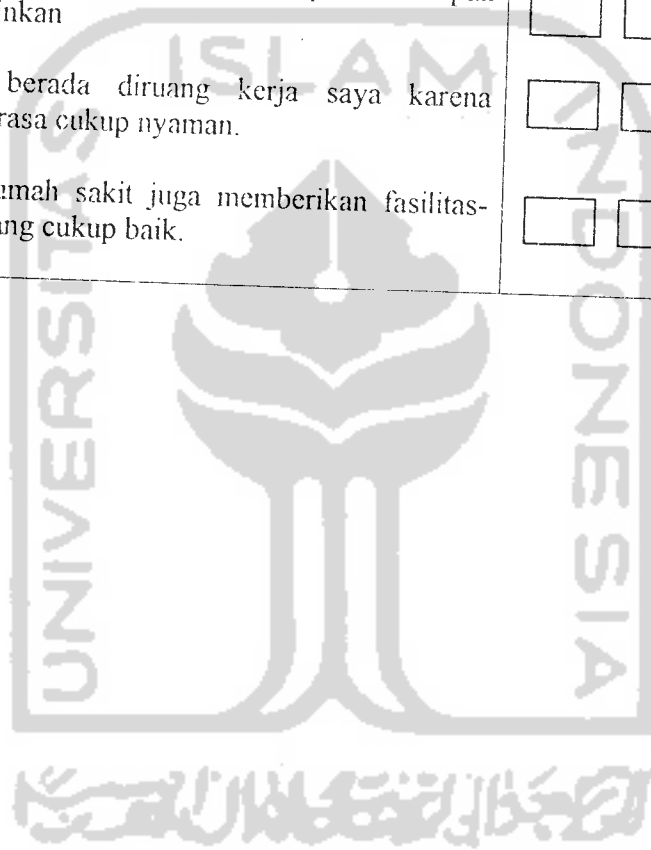 inkan
berada diruang kerja saya karena
rasa cukup nyaman.
umah sakit juga memberikan fasilitas-
ang cukup baik.
ISLAM
UNIVERSITAS
INDONESIA